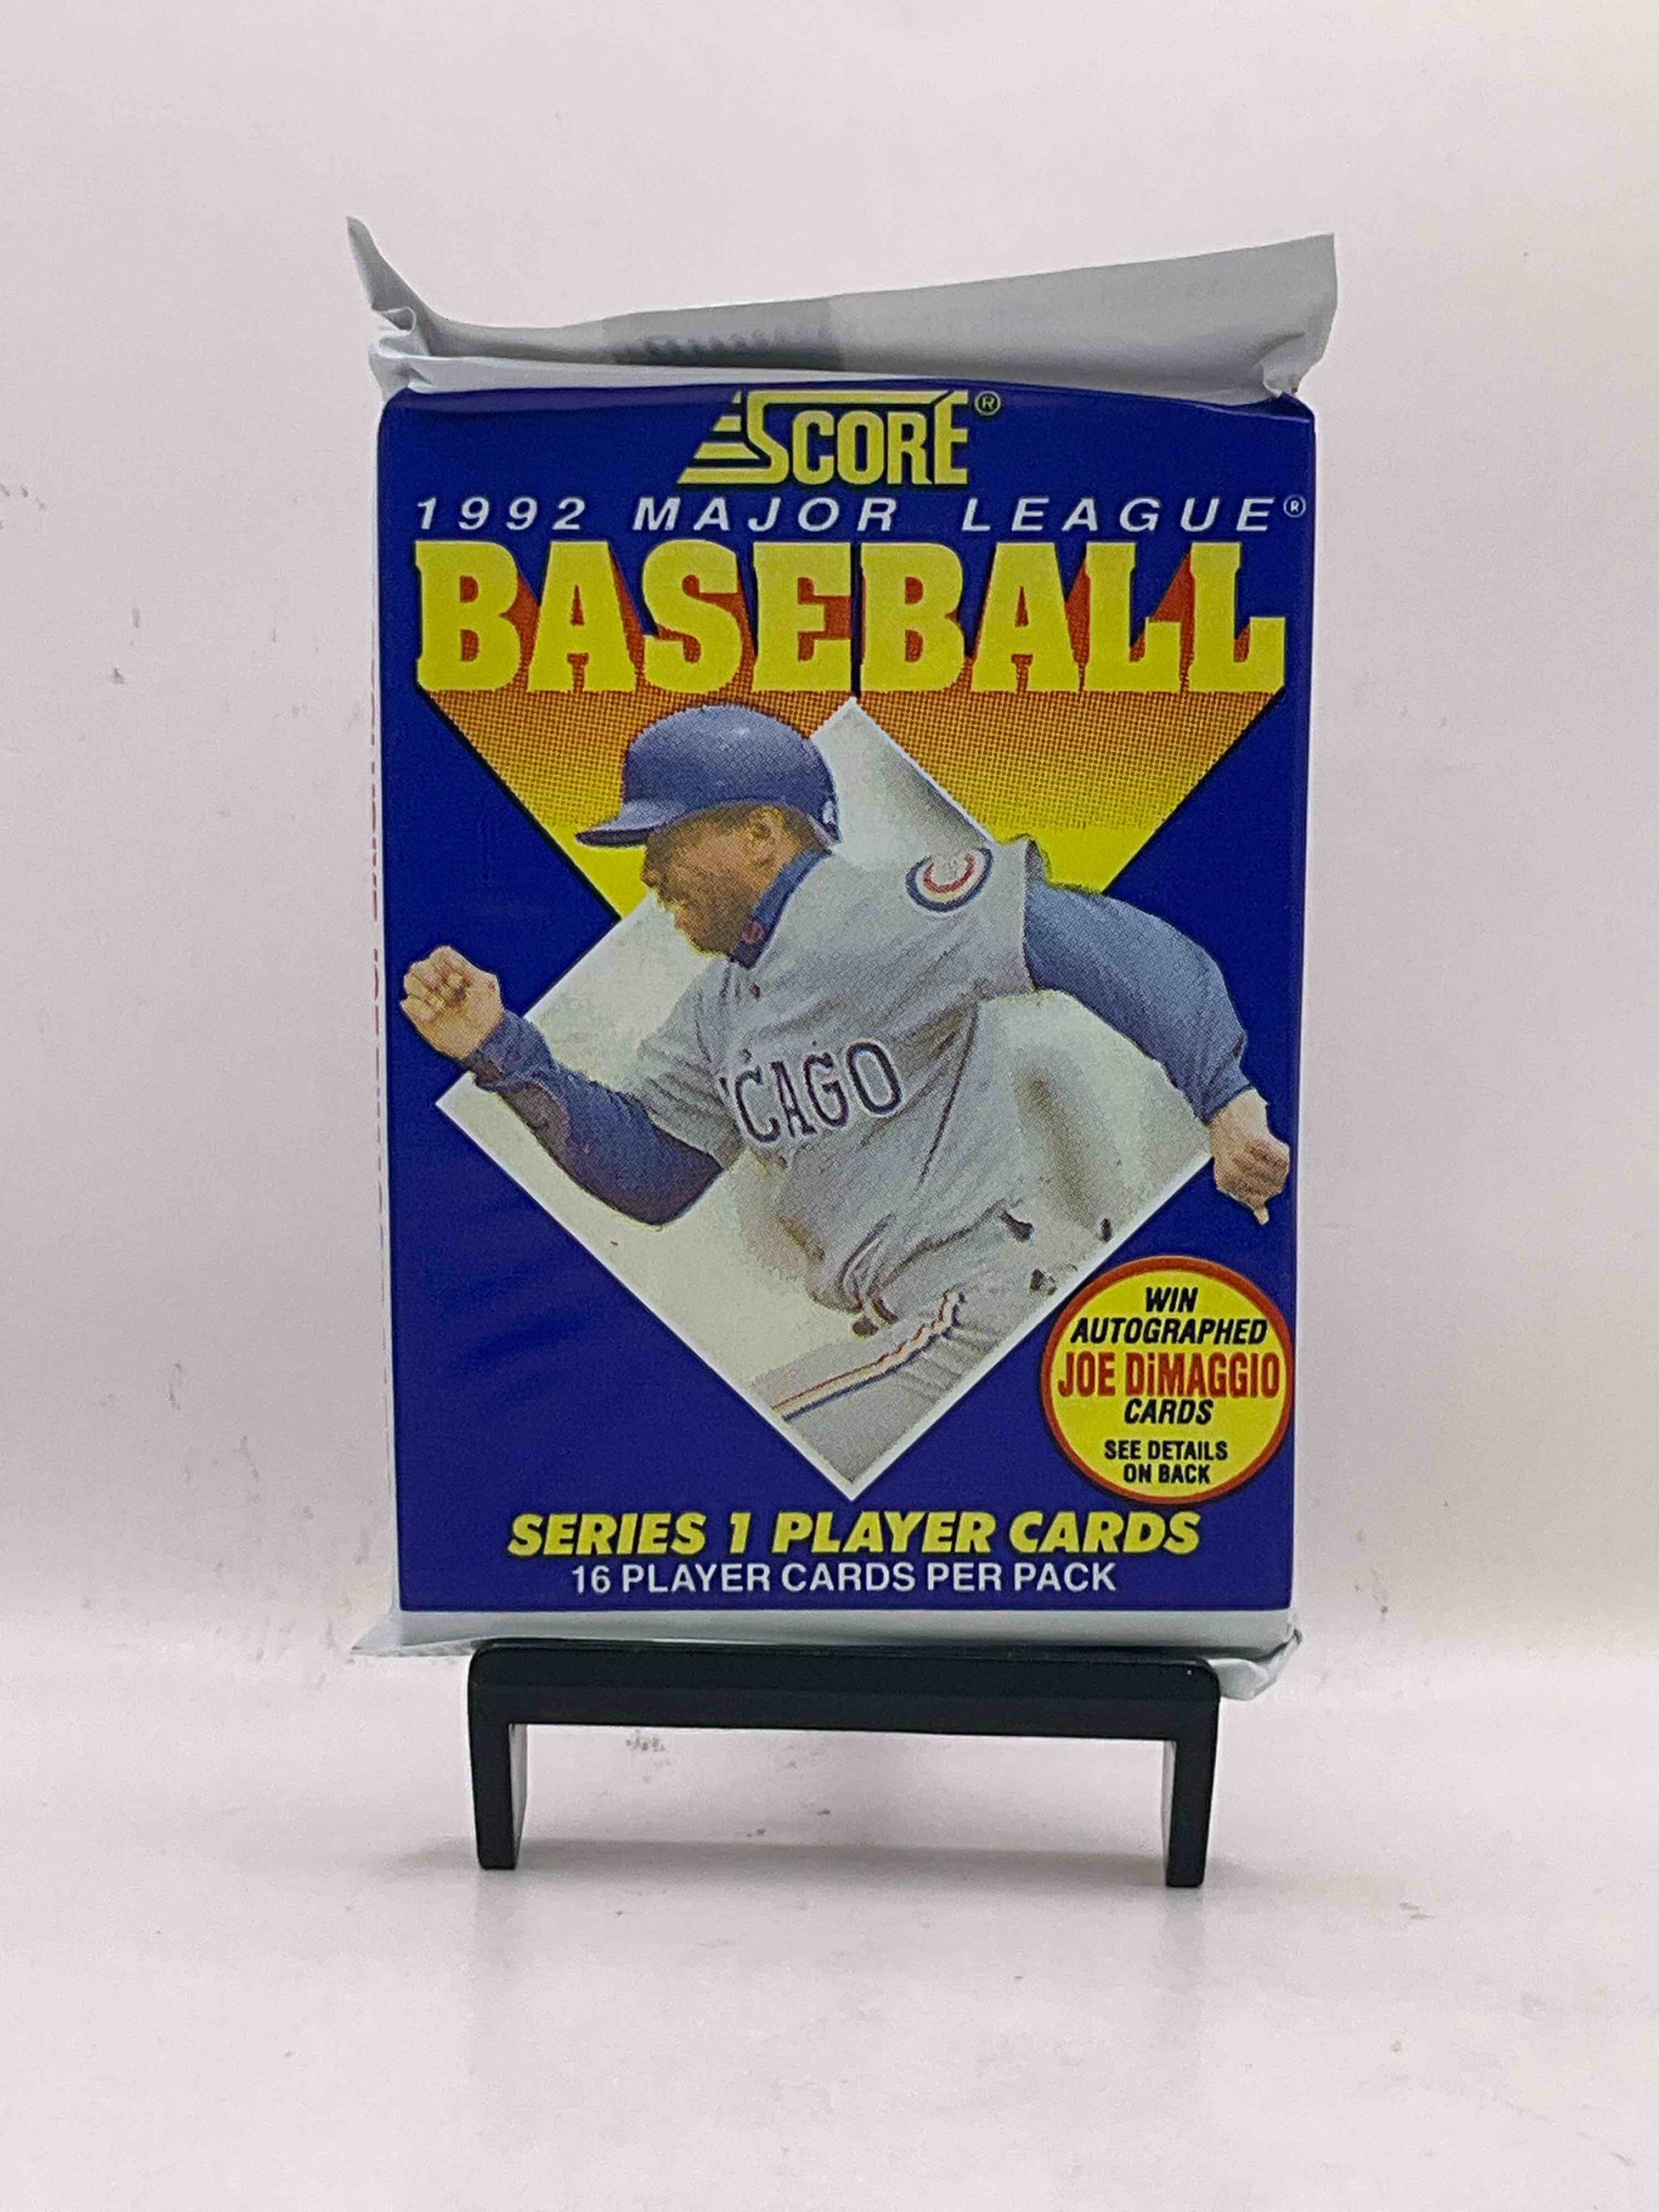 SCORE®
1992 MAJOR LEAGUE®
BASEBALL
C
CAGO
WIN
AUTOGRAPHED
JOE DiMAGGIO
CARDS
SEE DETAILS
ON BACK
SERIES 1 PLAYER CARDS
16 PLAYER CARDS PER PACK